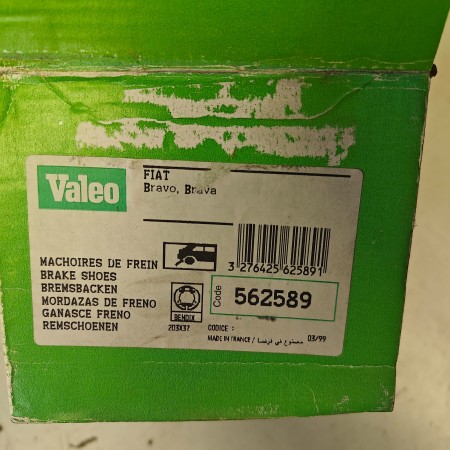 Valeo
FIAT
Bravo, Brava
3 276425 625891
MACHOIRES DE FREIN
BRAKE SHOES
BREMSBACKEN
MORDAZAS DE FRENO
GANASCE FRENO
REMSCHOENEN
BENDIX
203X37
Code
562589
CODICE :
MADE IN FRANCE / مصنوع في فرنسا 03/99